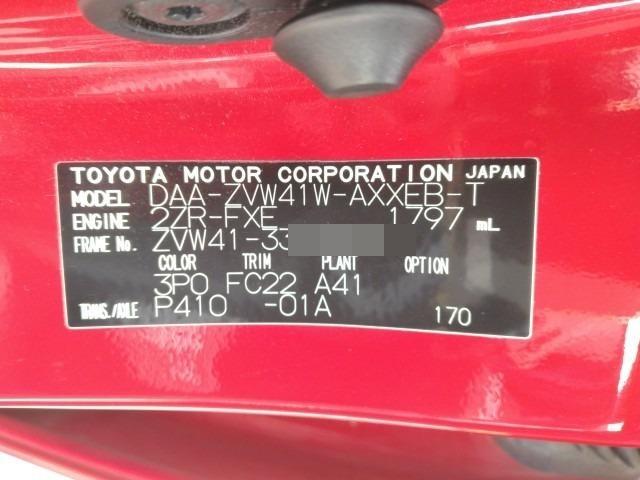 TOYOTA MOTOR CORPORATION JAPAN
MODEL DAA-ZVW41W-AXXEB-T
ENGINE 2ZR-FXE 1797 mL
FRAME No. ZVW41-33
COLOR TRIM PLANT OPTION
3P0 FC22 A41
TRANS./AXLE P410 -01A 170